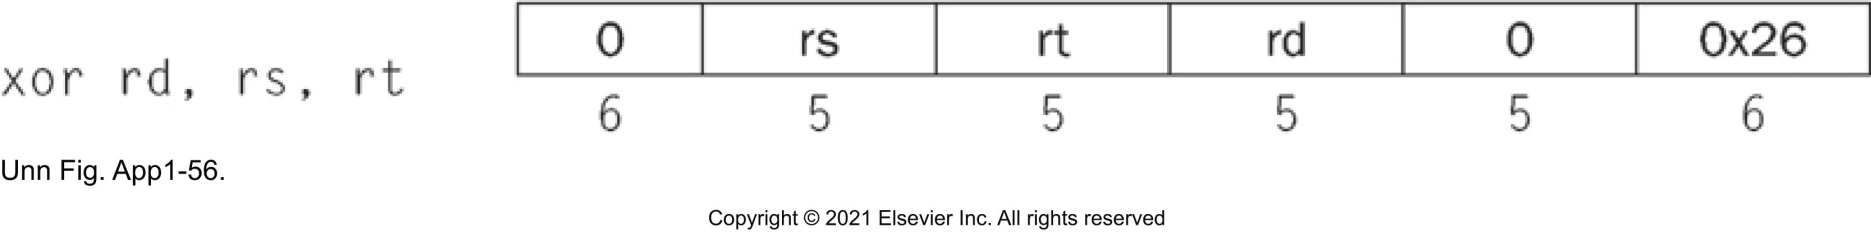 0 rs rt rd 0 0x26
xor rd, rs, rt
6 5 5 5 5 6
Unn Fig. App1-56.
Copyright © 2021 Elsevier Inc. All rights reserved